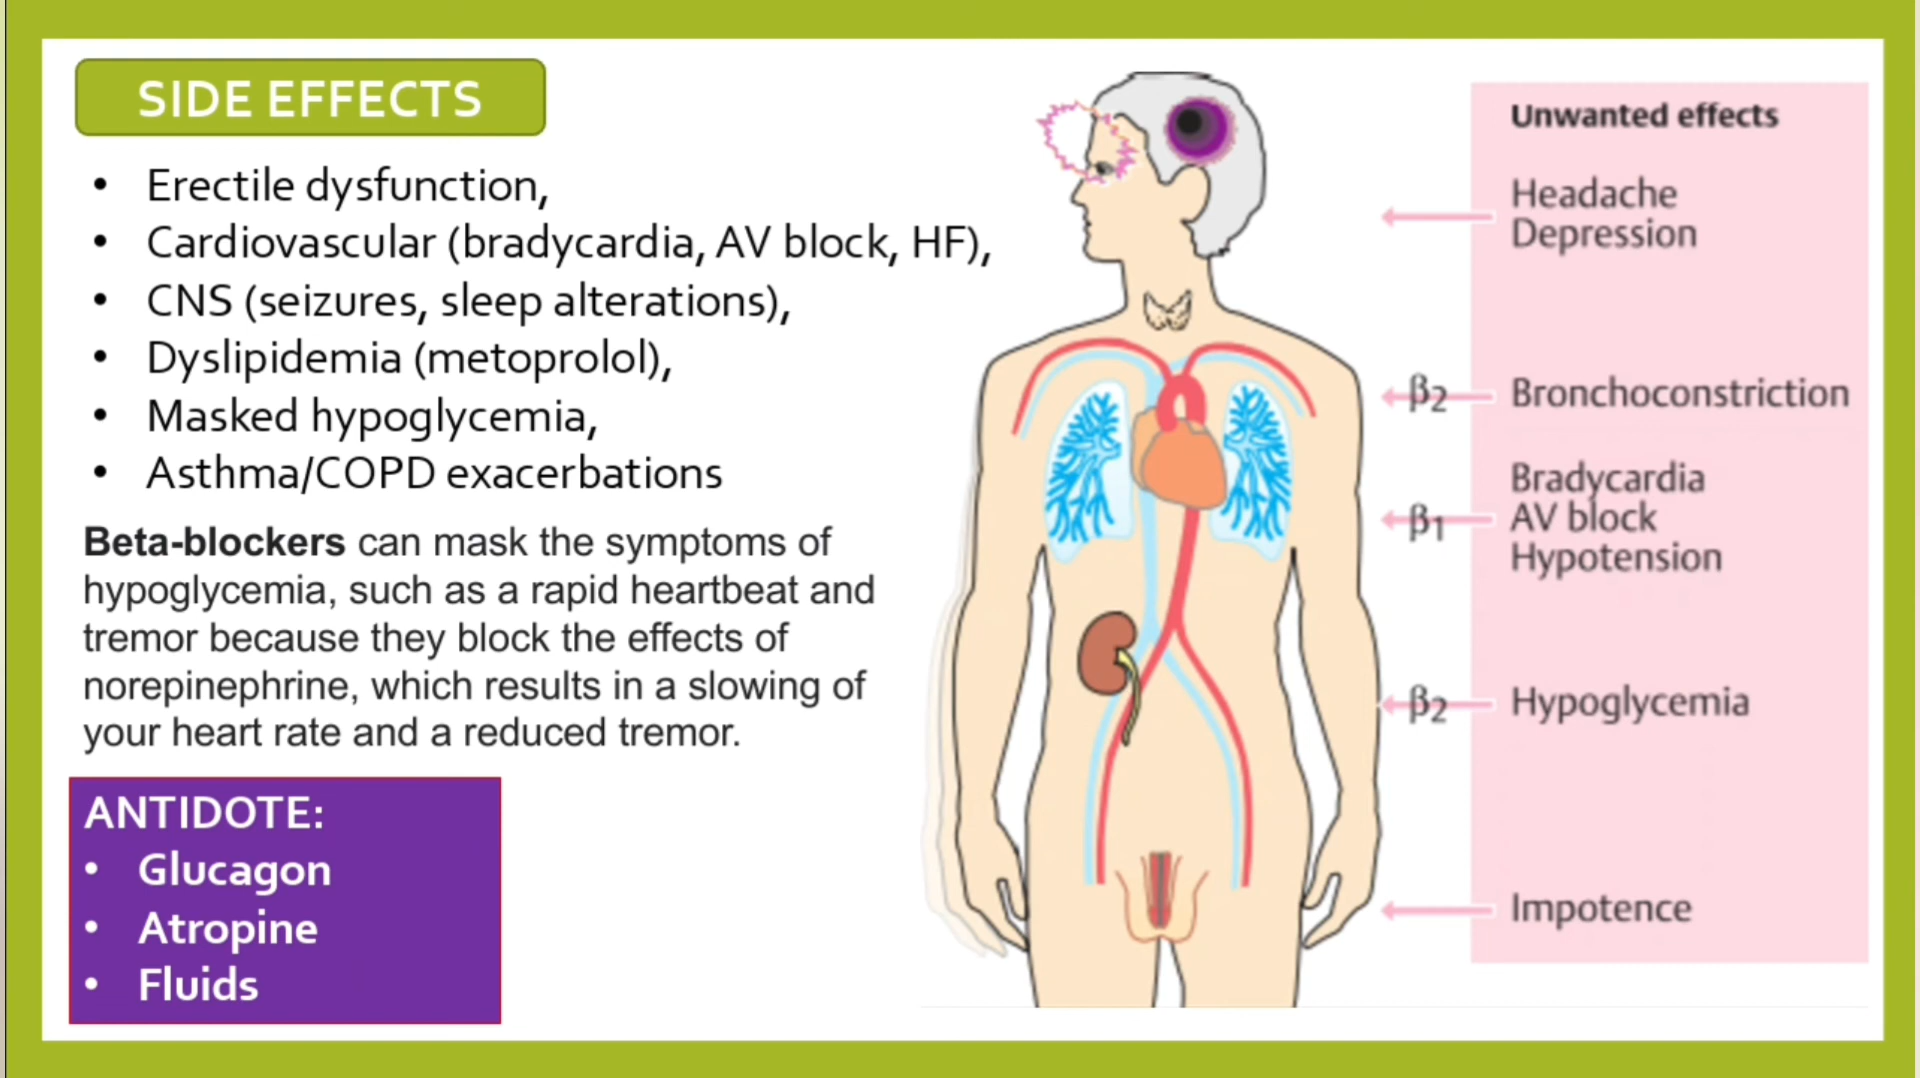 SIDE EFFECTS
• Erectile dysfunction,
• Cardiovascular (bradycardia, AV block, HF),
• CNS (seizures, sleep alterations),
• Dyslipidemia (metoprolol),
• Masked hypoglycemia,
• Asthma/COPD exacerbations
Beta-blockers can mask the symptoms of
hypoglycemia, such as a rapid heartbeat and
tremor because they block the effects of
norepinephrine, which results in a slowing of
your heart rate and a reduced tremor.
ANTIDOTE:
• Glucagon
• Atropine
• Fluids
Unwanted effects
Headache
Depression
β2 Bronchoconstriction
Bradycardia
β1 AV block
Hypotension
β2 Hypoglycemia
Impotence